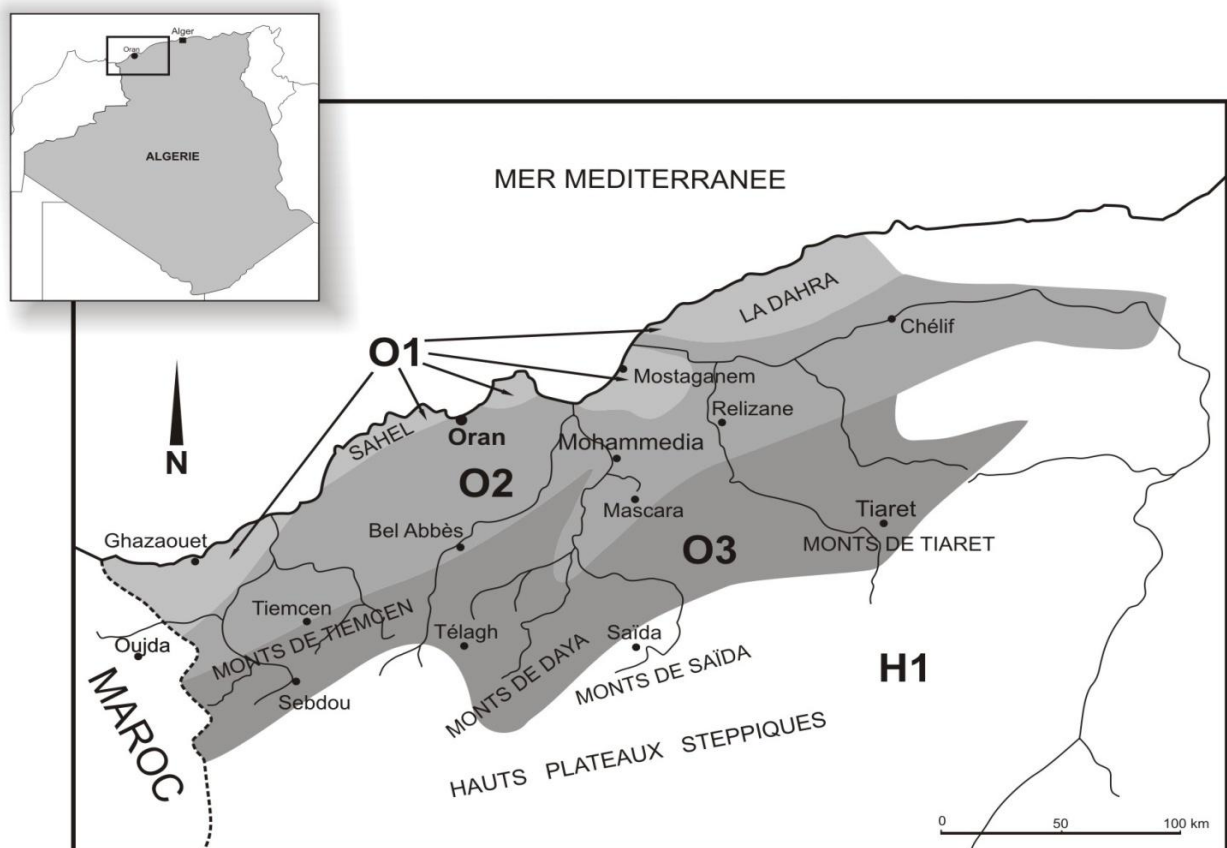 Alger
Oran
ALGERIE
MER MEDITERRANEE
LA DAHRA
Chélif
O1
Mostaganem
Relizane
SAHEL
Oran
Mohammedia
N
O2
Mascara
Tiaret
Ghazaouet
Bel Abbès
O3
MONTS DE TIARET
Tiemcen
MONTS DE TIEMCEN
Télagh
Saïda
Oujda
MONTS DE DAYA
MONTS DE SAÏDA
H1
Sebdou
MAROC
HAUTS PLATEAUX STEPPIQUES
0 50 100 km